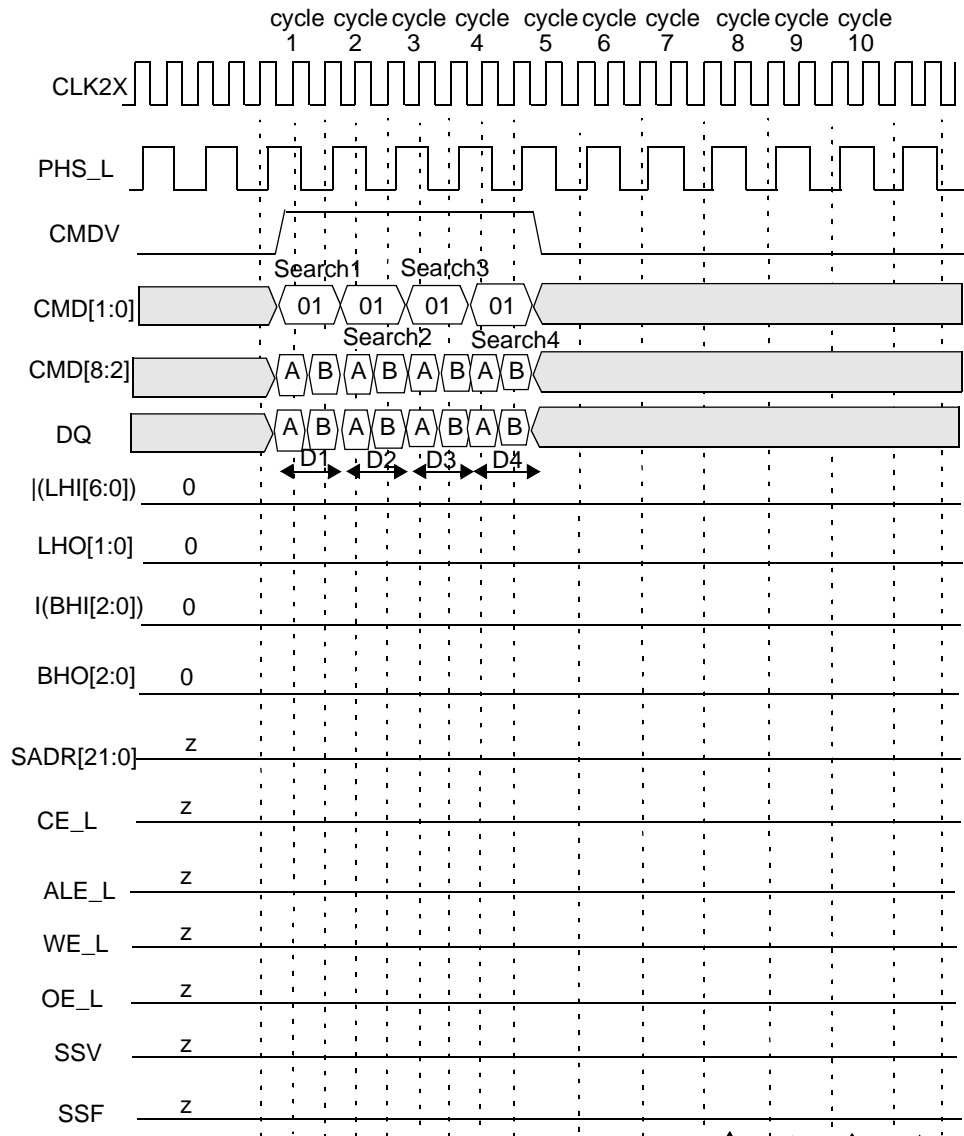 cycle cycle cycle cycle cycle cycle cycle cycle cycle cycle
1 2 3 4 5 6 7 8 9 10
CLK2X
PHS_L
CMDV
Search1 Search3
CMD[1:0] 01 01 01 01
Search2 Search4
CMD[8:2] A B A B A B A B
DQ A B A B A B A B
D1 D2 D3 D4
|(LHI[6:0]) 0
LHO[1:0] 0
I(BHI[2:0]) 0
BHO[2:0] 0
SADR[21:0] z
CE_L z
ALE_L z
WE_L z
OE_L z
SSV z
SSF z